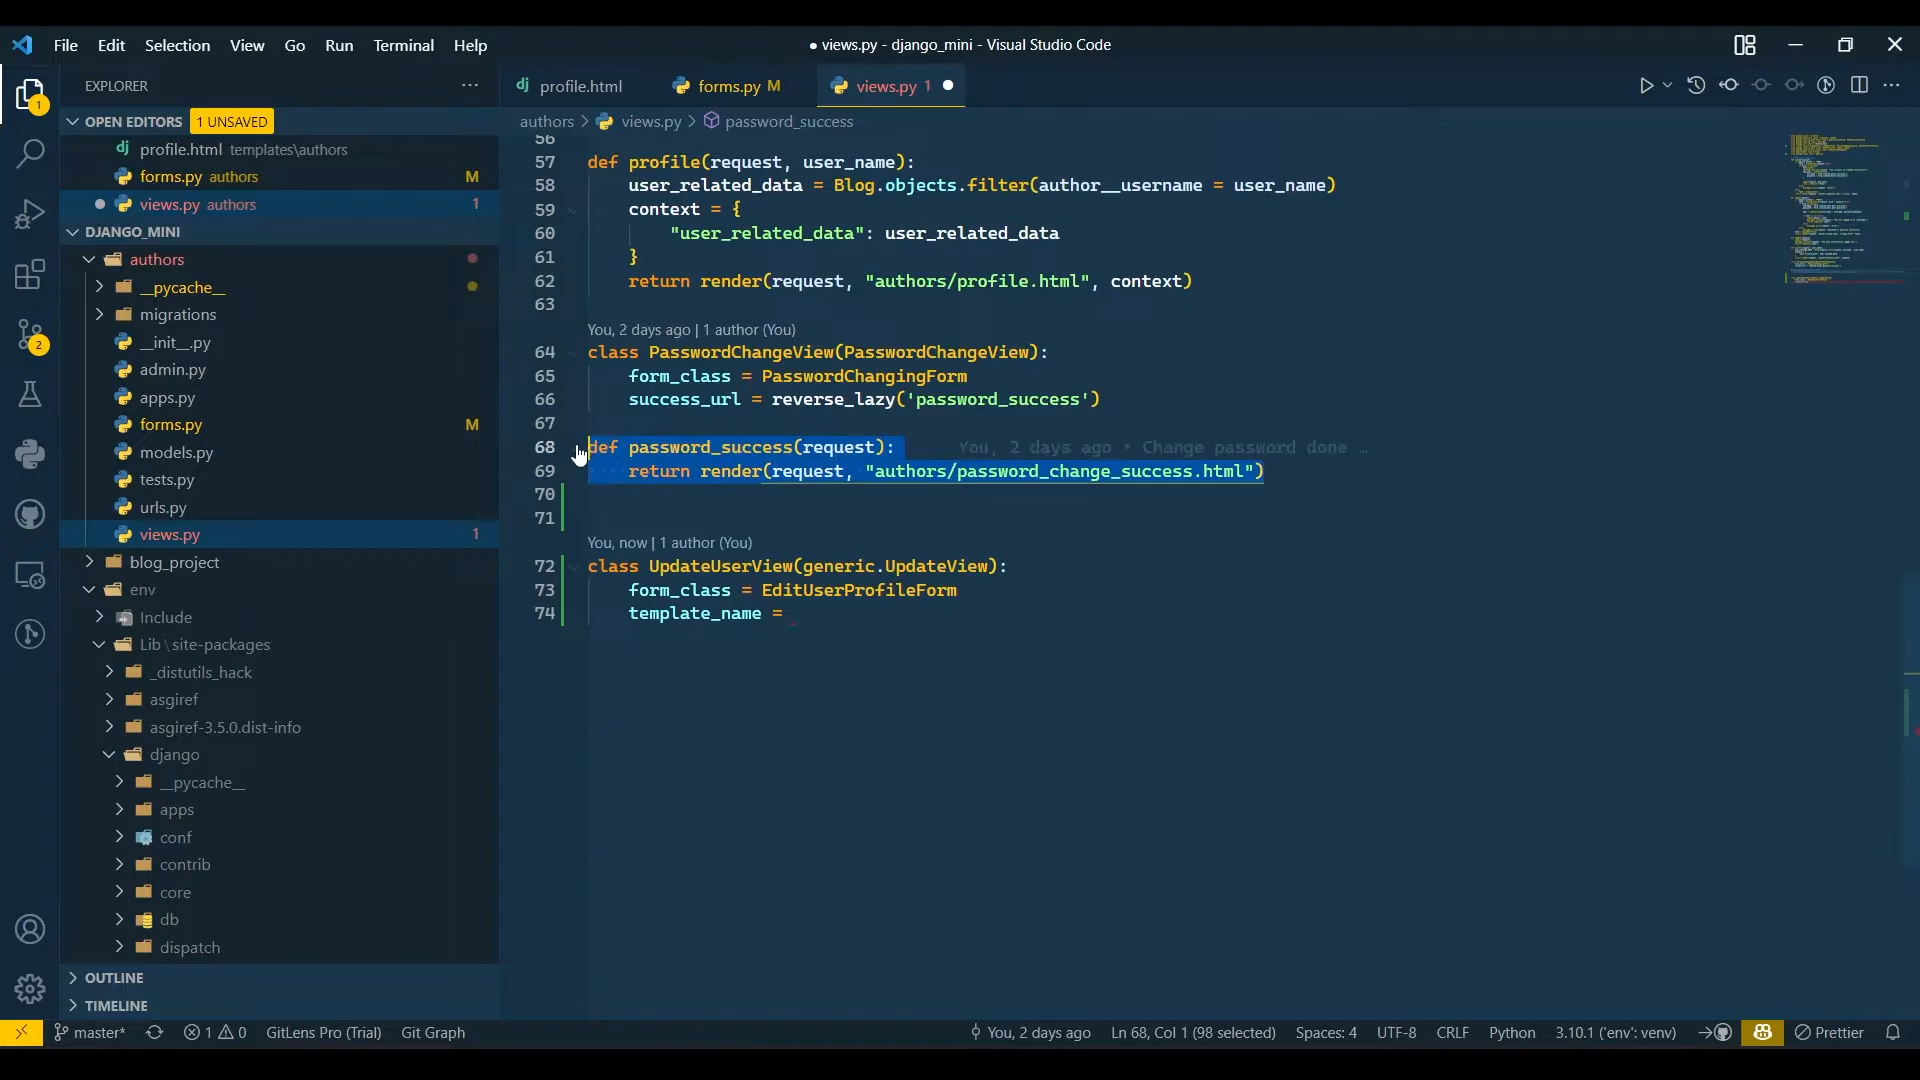 File Edit Selection View Go Run Terminal Help
● views.py - django_mini - Visual Studio Code
EXPLORER
OPEN EDITORS 1 UNSAVED
profile.html templates\authors
forms.py authors M
views.py authors 1
DJANGO_MINI
authors
__pycache__
migrations
__init__.py
admin.py
apps.py
forms.py M
models.py
tests.py
urls.py
views.py 1
blog_project
env
Include
Lib\site-packages
_distutils_hack
asgiref
asgiref-3.5.0.dist-info
django
__pycache__
apps
conf
contrib
core
db
dispatch
OUTLINE
TIMELINE
1
2
dj profile.html
forms.py M
views.py 1
authors > views.py > password_success
56
57 def profile(request, user_name):
58 user_related_data = Blog.objects.filter(author__username = user_name)
59 context = {
60 "user_related_data": user_related_data
61 }
62 return render(request, "authors/profile.html", context)
63
You, 2 days ago | 1 author (You)
64 class PasswordChangeView(PasswordChangeView):
65 form_class = PasswordChangingForm
66 success_url = reverse_lazy('password_success')
67
68 def password_success(request): You, 2 days ago • Change password done …
69 return render(request, "authors/password_change_success.html")
70
71
You, now | 1 author (You)
72 class UpdateUserView(generic.UpdateView):
73 form_class = EditUserProfileForm
74 template_name =
master* 1 0 GitLens Pro (Trial) Git Graph
You, 2 days ago Ln 68, Col 1 (98 selected) Spaces: 4 UTF-8 CRLF Python 3.10.1 ('env': venv) Prettier